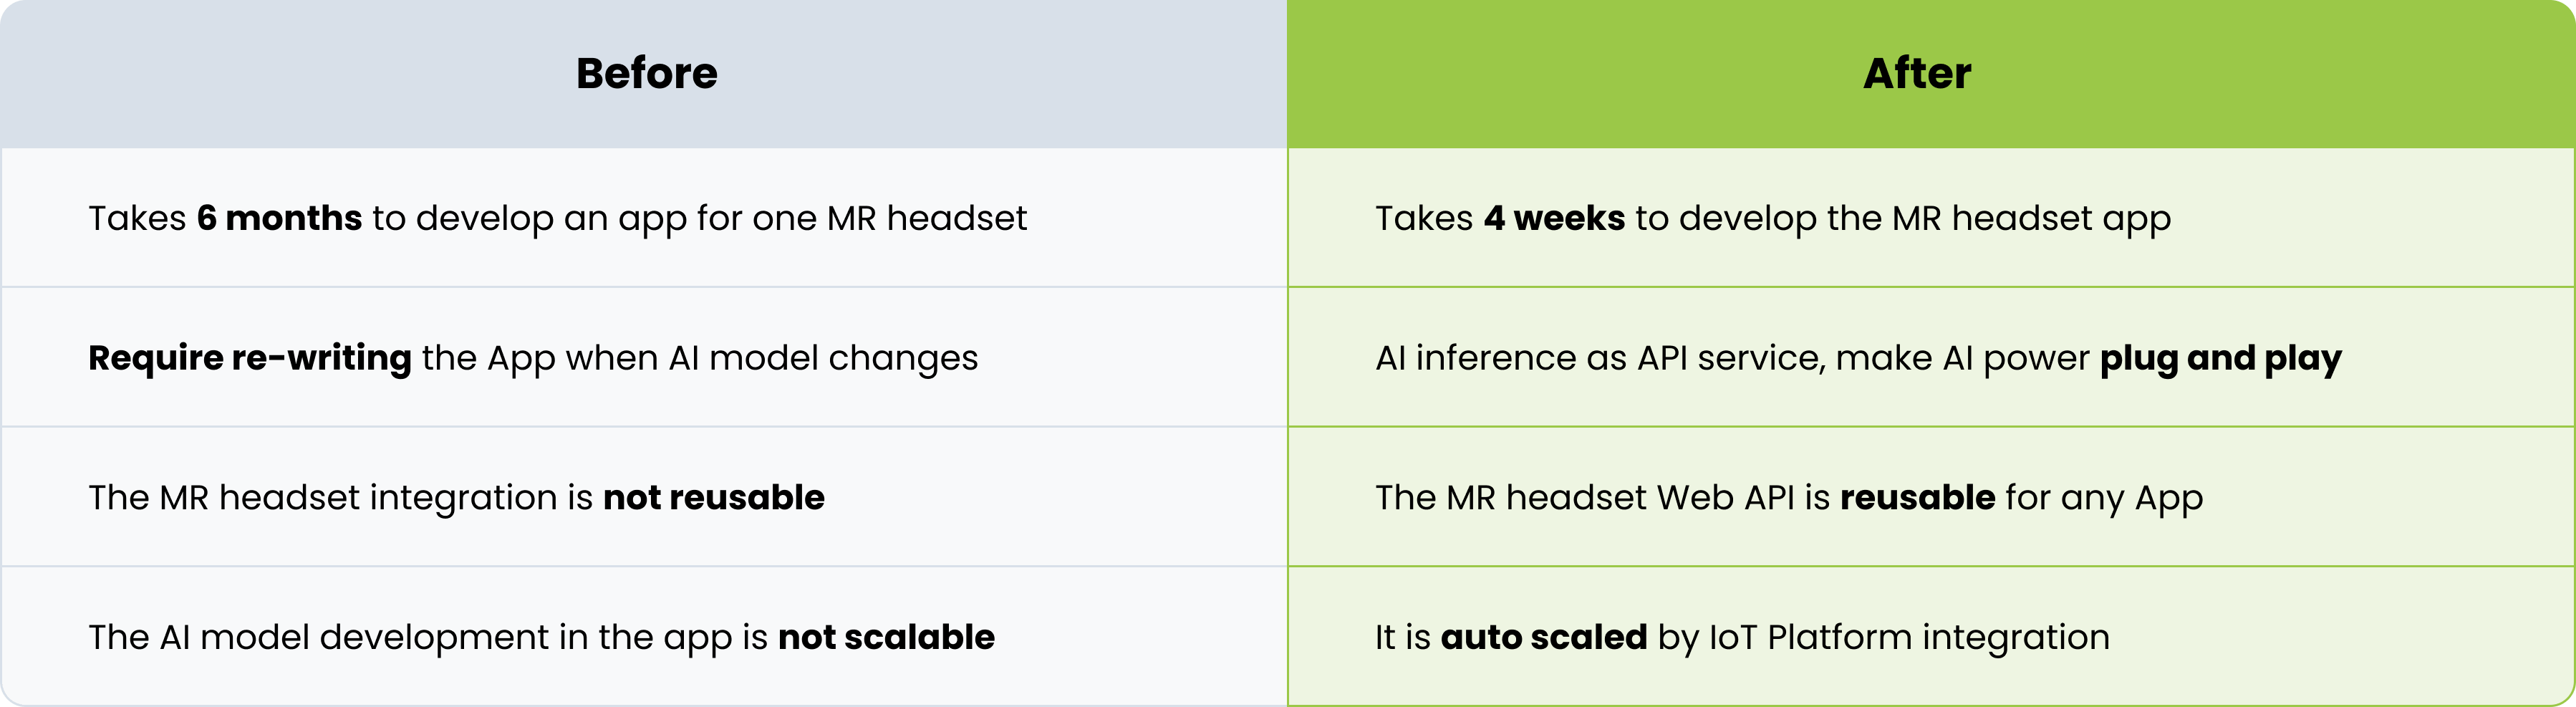 Before
After
Takes 6 months to develop an app for one MR headset
Takes 4 weeks to develop the MR headset app
Require re-writing the App when AI model changes
AI inference as API service, make AI power plug and play
The MR headset integration is not reusable
The MR headset Web API is reusable for any App
The AI model development in the app is not scalable
It is auto scaled by IoT Platform integration